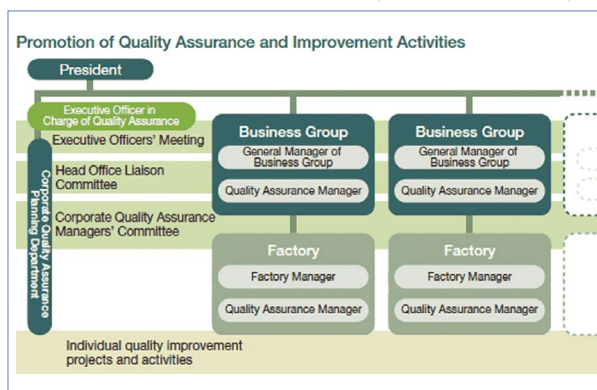 Promotion of Quality Assurance and Improvement Activities
President
Executive Officer in
Charge of Quality Assurance
Executive Officers' Meeting
Head Office Liaison
Committee
Corporate Quality Assurance
Managers' Committee
Corporate Quality Assurance
Planning Department
Business Group
General Manager of
Business Group
Quality Assurance Manager
Factory
Factory Manager
Quality Assurance Manager
Business Group
General Manager of
Business Group
Quality Assurance Manager
Factory
Factory Manager
Quality Assurance Manager
Individual quality improvement
projects and activities